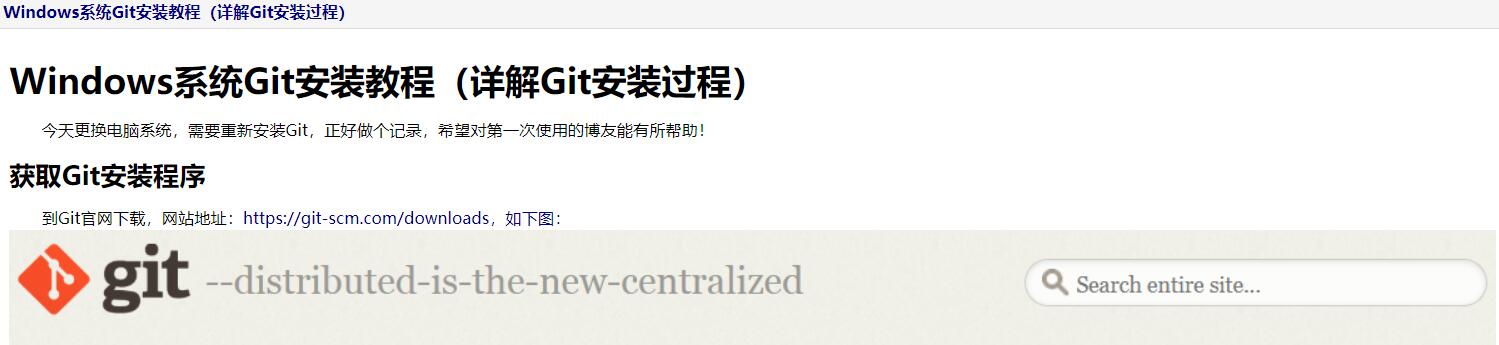 Windows系统Git安装教程（详解Git安装过程）
Windows系统Git安装教程（详解Git安装过程）
今天更换电脑系统，需要重新安装Git，正好做个记录，希望对第一次使用的博友能有所帮助！
获取Git安装程序
到Git官网下载，网站地址：https://git-scm.com/downloads，如下图：
git --distributed-is-the-new-centralized Search entire site...